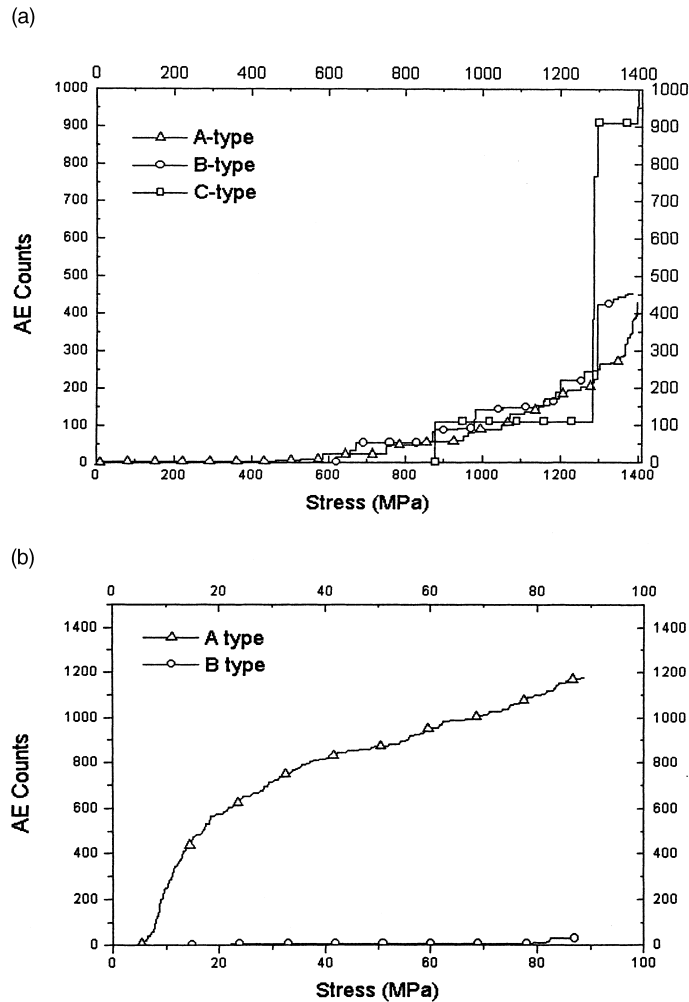 (a)
0 200 400 600 800 1000 1200 1400
1000 1000
900 900
800 800
700 700
600 600
500 500
400 400
300 300
200 200
100 100
0 0
A-type
B-type
C-type
AE Counts
0 200 400 600 800 1000 1200 1400
Stress (MPa)
(b)
0 20 40 60 80 100
1400 1400
1200 1200
1000 1000
800 800
600 600
400 400
200 200
0 0
A type
B type
AE Counts
0 20 40 60 80 100
Stress (MPa)